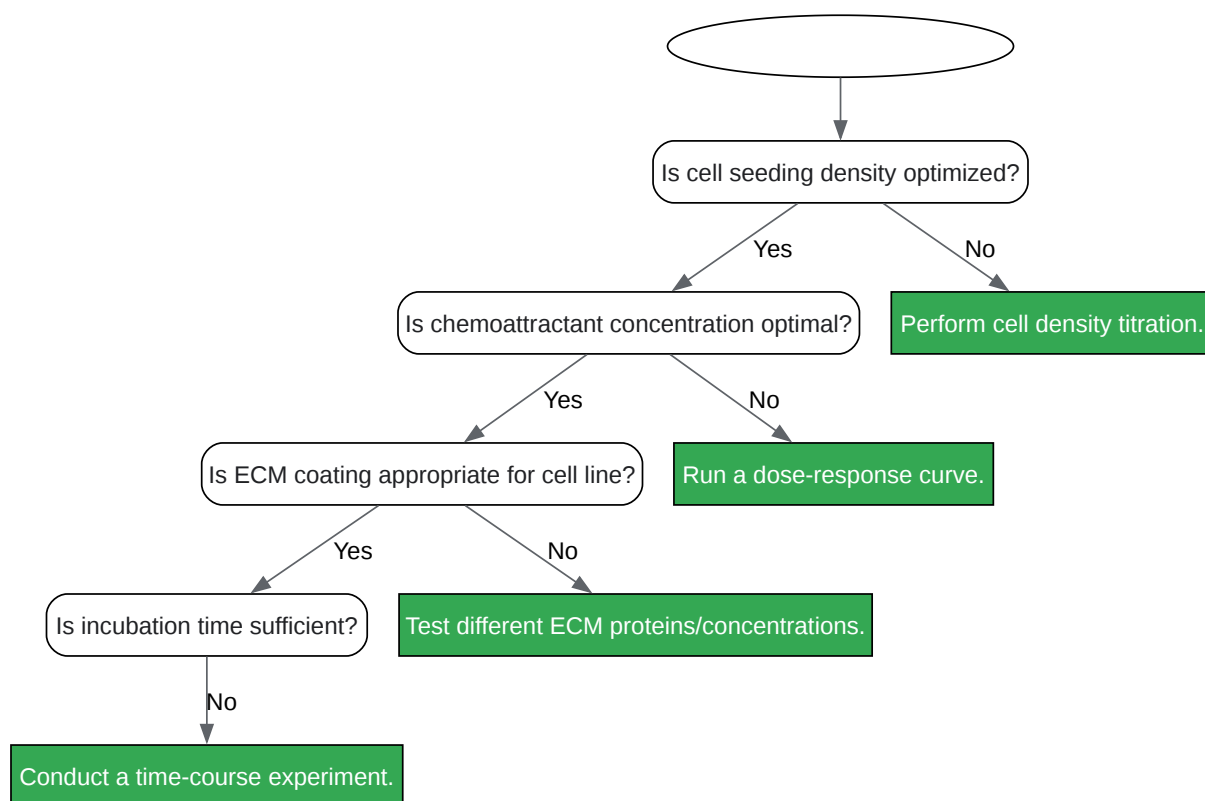 Is cell seeding density optimized?
Yes
No
Is chemoattractant concentration optimal?
Perform cell density titration.
Yes
No
Is ECM coating appropriate for cell line?
Run a dose-response curve.
Yes
No
Is incubation time sufficient?
Test different ECM proteins/concentrations.
No
Conduct a time-course experiment.